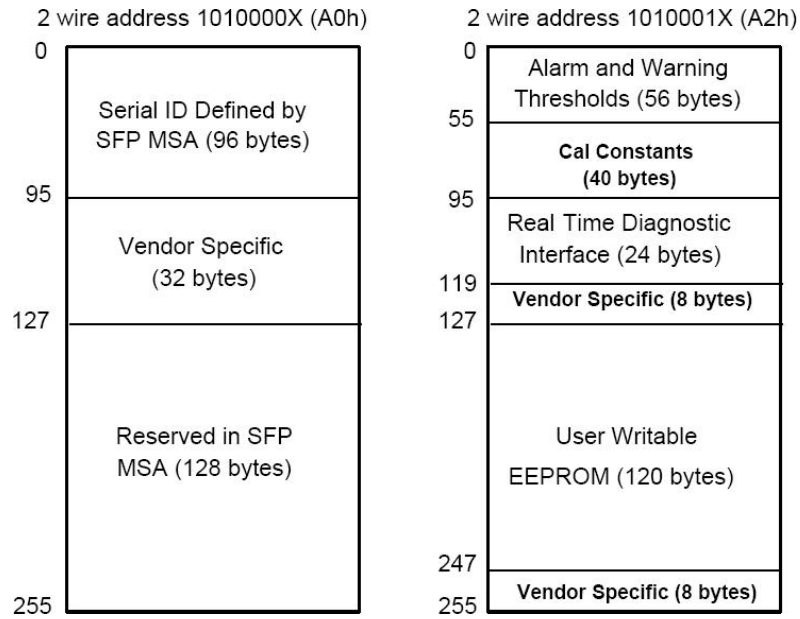 2 wire address 1010000X (A0h)
0
Serial ID Defined by
SFP MSA (96 bytes)
95
Vendor Specific
(32 bytes)
127
Reserved in SFP
MSA (128 bytes)
255
2 wire address 1010001X (A2h)
0
Alarm and Warning
Thresholds (56 bytes)
55
Cal Constants
(40 bytes)
95
Real Time Diagnostic
Interface (24 bytes)
119
Vendor Specific (8 bytes)
127
User Writable
EEPROM (120 bytes)
247
Vendor Specific (8 bytes)
255